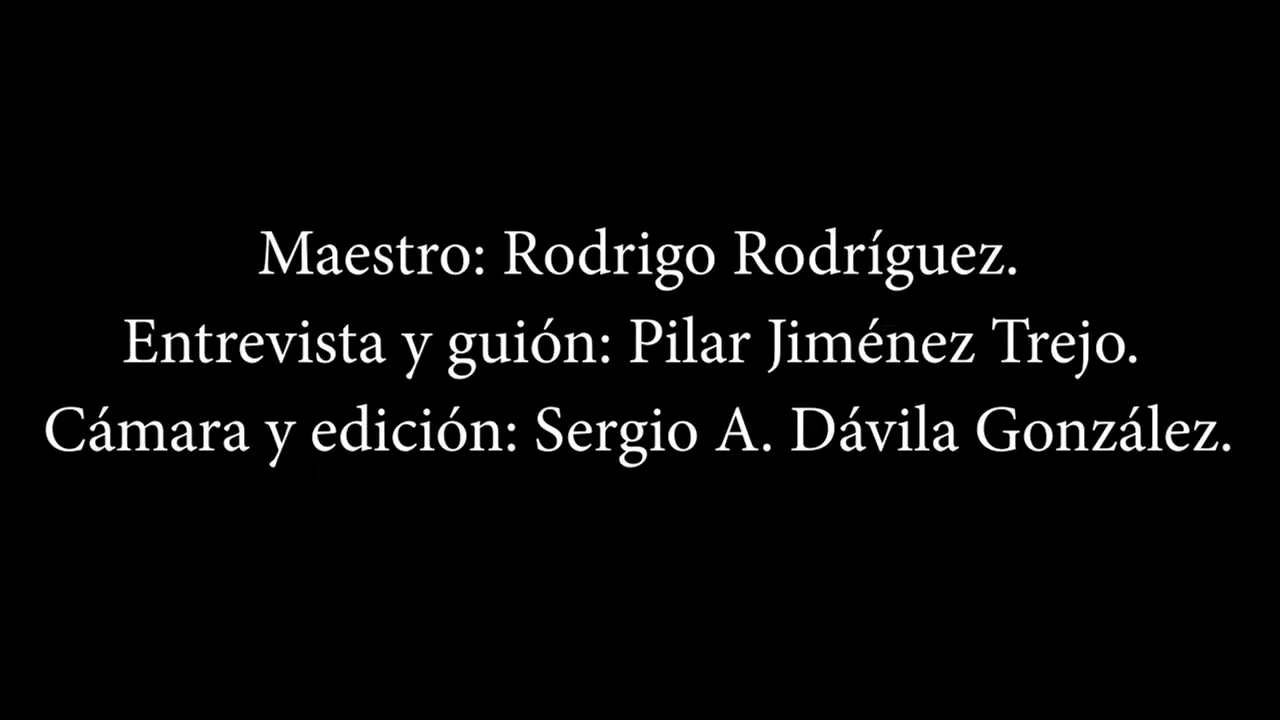 Maestro: Rodrigo Rodríguez.
Entrevista y guión: Pilar Jiménez Trejo.
Cámara y edición: Sergio A. Dávila González.